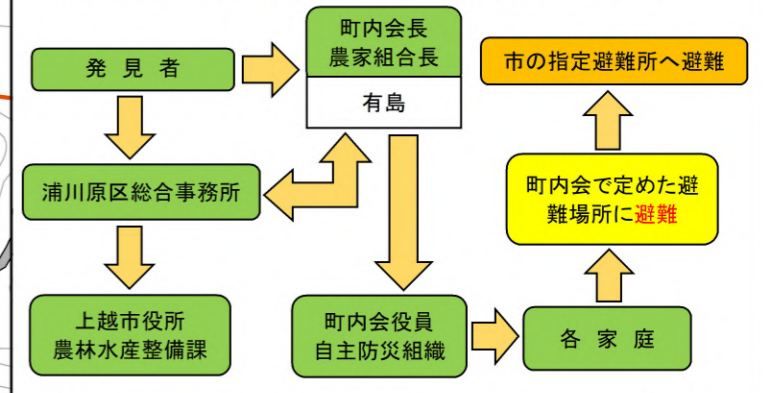 発見者
町内会長
農家組合長
有島
市の指定避難所へ避難
浦川原区総合事務所
町内会で定めた避
難場所に避難
上越市役所
農林水産整備課
町内会役員
自主防災組織
各家庭